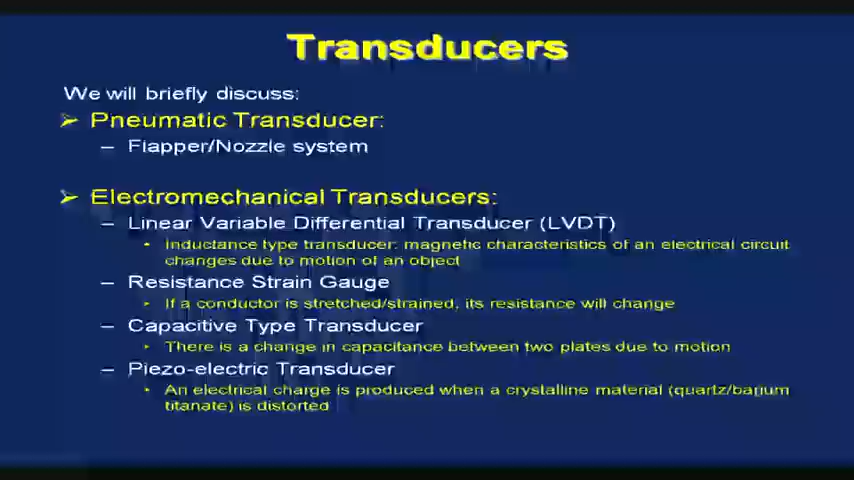 Transducers
We will briefly discuss:
➢ Pneumatic Transducer:
– Flapper/Nozzle system
➢ Electromechanical Transducers:
– Linear Variable Differential Transducer (LVDT)
• Inductance type transducer: magnetic characteristics of an electrical circuit
changes due to motion of an object
– Resistance Strain Gauge
• If a conductor is stretched/strained, its resistance will change
– Capacitive Type Transducer
• There is a change in capacitance between two plates due to motion
– Piezo-electric Transducer
• An electrical charge is produced when a crystalline material (quartz/barium
titanate) is distorted